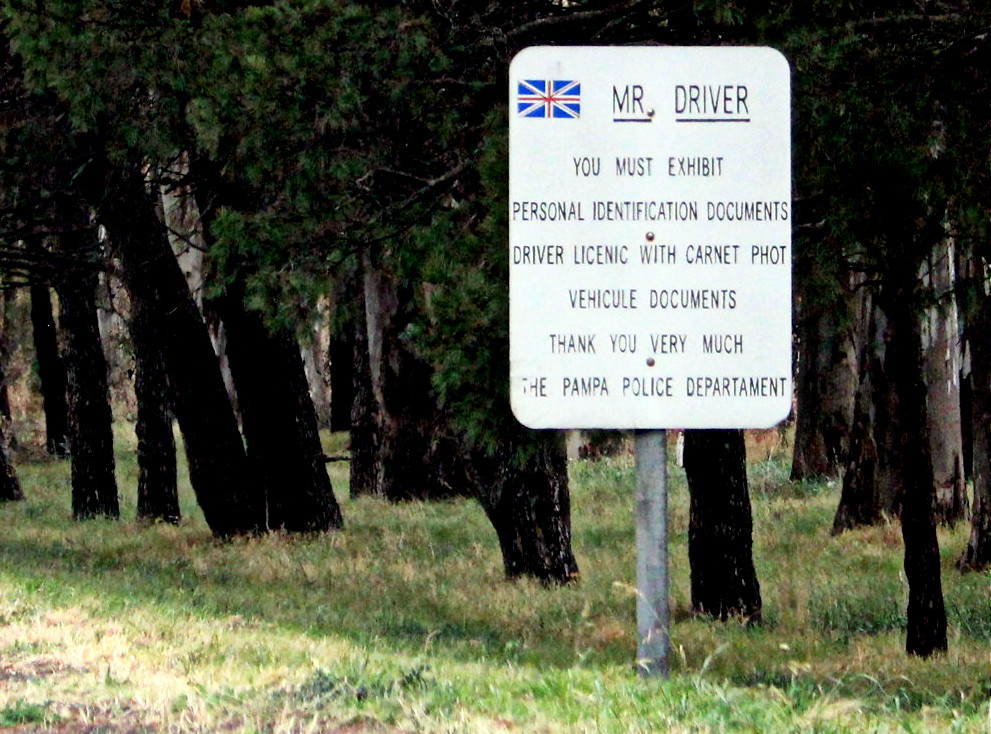 MR. DRIVER
YOU MUST EXHIBIT
PERSONAL IDENTIFICATION DOCUMENTS
DRIVER LICENIC WITH CARNET PHOT
VEHICULE DOCUMENTS
THANK YOU VERY MUCH
THE PAMPA POLICE DEPARTAMENT